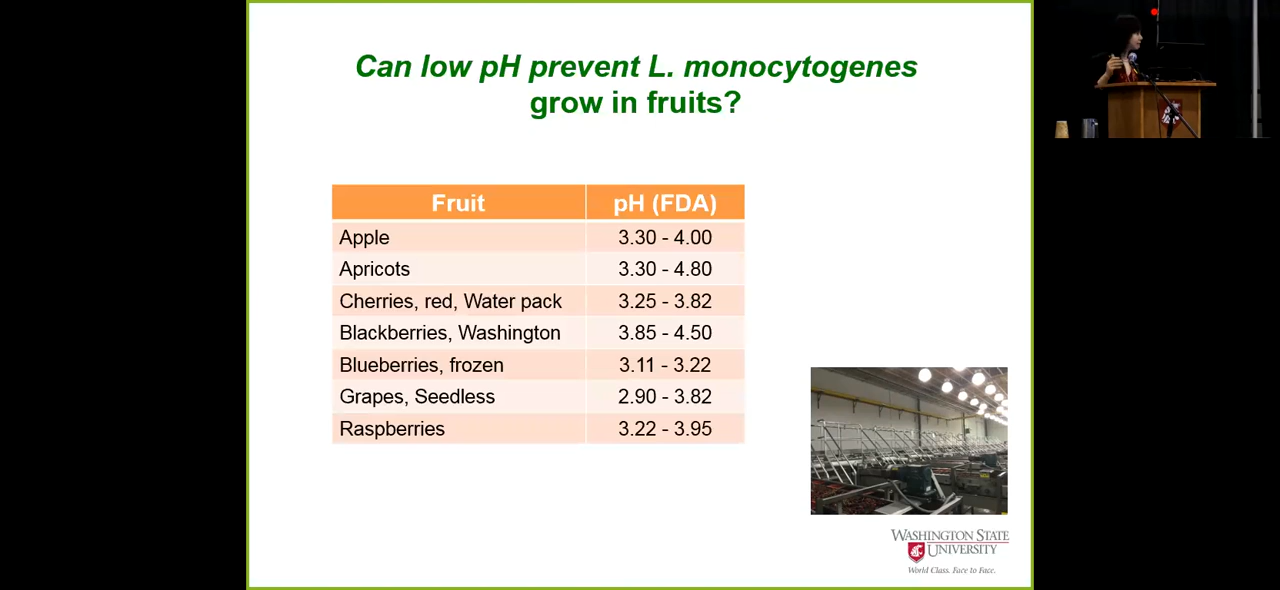 Can low pH prevent L. monocytogenes
grow in fruits?
Fruit pH (FDA)
Apple 3.30 - 4.00
Apricots 3.30 - 4.80
Cherries, red, Water pack 3.25 - 3.82
Blackberries, Washington 3.85 - 4.50
Blueberries, frozen 3.11 - 3.22
Grapes, Seedless 2.90 - 3.82
Raspberries 3.22 - 3.95
WASHINGTON STATE
UNIVERSITY
World Class. Face to Face.